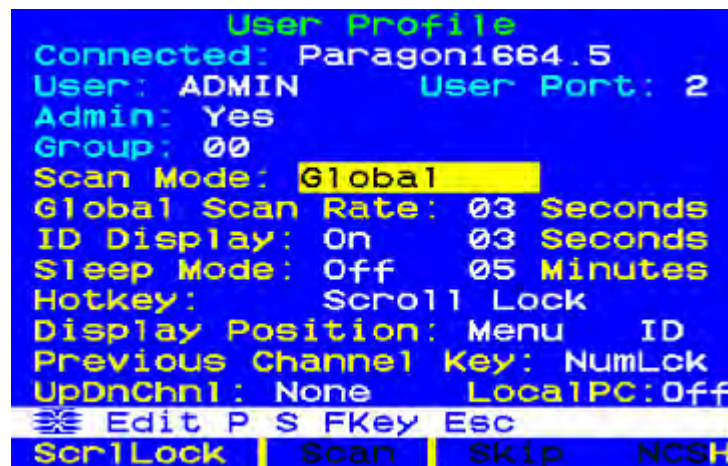 User Profile
Connected: Paragon1664.5
User: ADMIN User Port: 2
Admin: Yes
Group: 00
Scan Mode: Global
Global Scan Rate: 03 Seconds
ID Display: On 03 Seconds
Sleep Mode: Off 05 Minutes
Hotkey: Scroll Lock
Display Position: Menu ID
Previous Channel Key: NumLck
UpDnChnl: None LocalPC:Off
Edit P S FKey Esc
ScrlLock Scan Skip NCSH